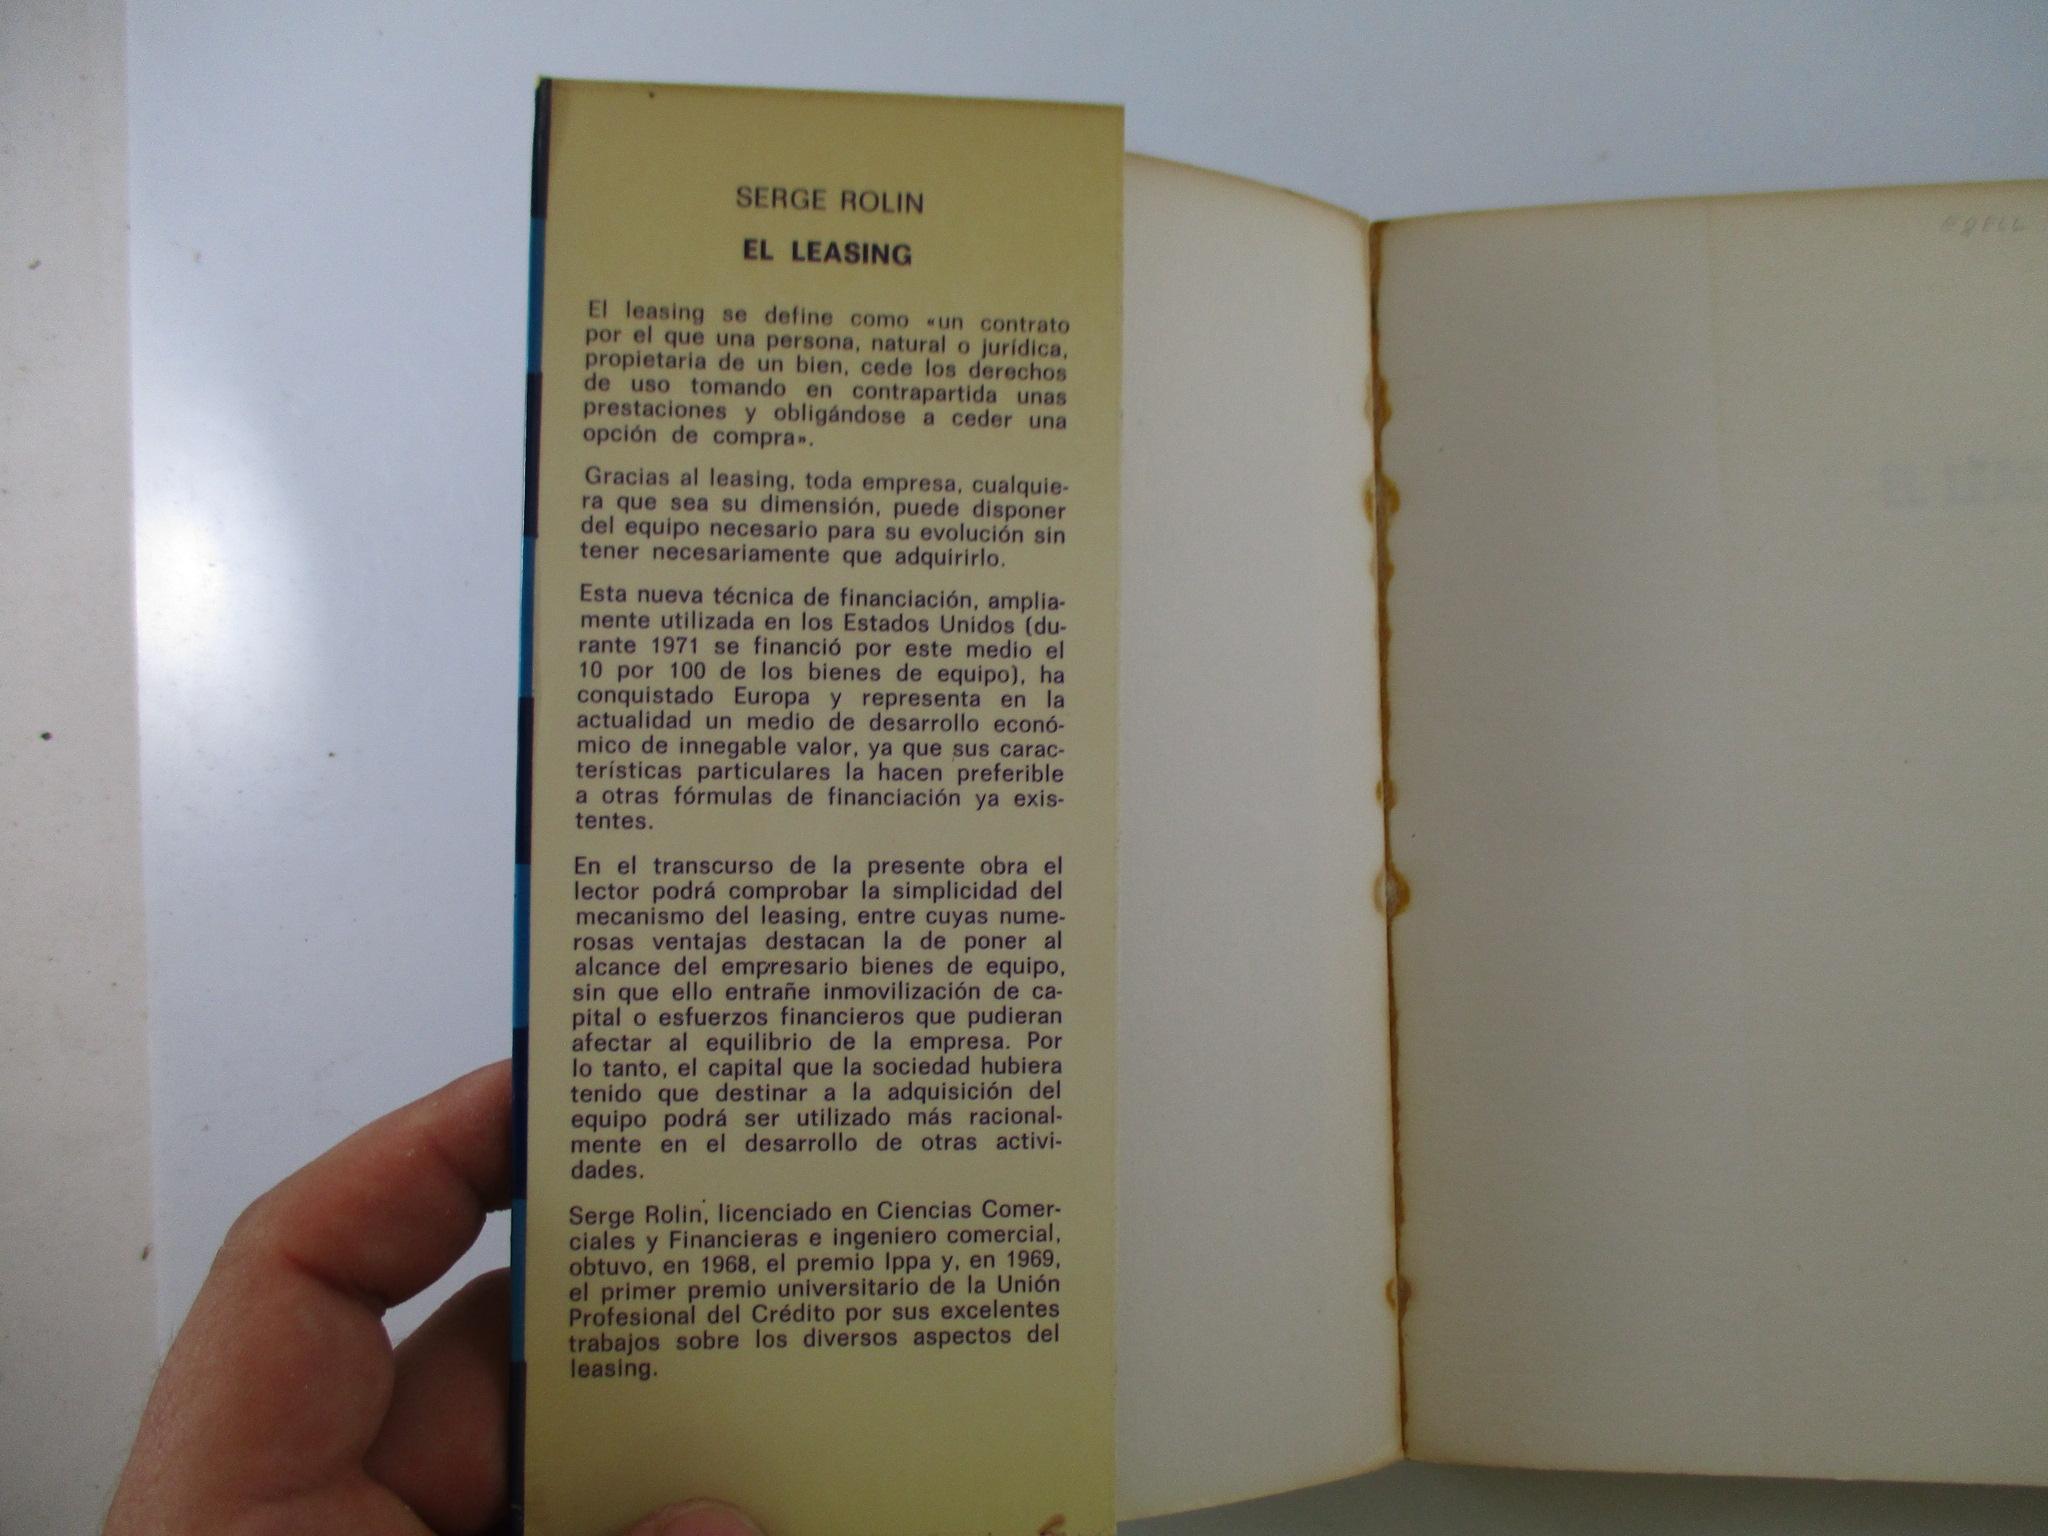 SERGE ROLIN
EL LEASING
El leasing se define como «un contrato
por el que una persona, natural o jurídica,
propietaria de un bien, cede los derechos
de uso tomando en contrapartida unas
prestaciones y obligándose a ceder una
opción de compra».
Gracias al leasing, toda empresa, cualquie-
ra que sea su dimensión, puede disponer
del equipo necesario para su evolución sin
tener necesariamente que adquirirlo.
Esta nueva técnica de financiación, amplia-
mente utilizada en los Estados Unidos (du-
rante 1971 se financió por este medio el
10 por 100 de los bienes de equipo), ha
conquistado Europa y representa en la
actualidad un medio de desarrollo econó-
mico de innegable valor, ya que sus carac-
terísticas particulares la hacen preferible
a otras fórmulas de financiación ya exis-
tentes.
En el transcurso de la presente obra el
lector podrá comprobar la simplicidad del
mecanismo del leasing, entre cuyas nume-
rosas ventajas destacan la de poner al
alcance del empresario bienes de equipo,
sin que ello entrañe inmovilización de ca-
pital o esfuerzos financieros que pudieran
afectar al equilibrio de la empresa. Por
lo tanto, el capital que la sociedad hubiera
tenido que destinar a la adquisición del
equipo podrá ser utilizado más racional-
mente en el desarrollo de otras activi-
dades.
Serge Rolin, licenciado en Ciencias Comer-
ciales y Financieras e ingeniero comercial,
obtuvo, en 1968, el premio Ippa y, en 1969,
el primer premio universitario de la Unión
Profesional del Crédito por sus excelentes
trabajos sobre los diversos aspectos del
leasing.